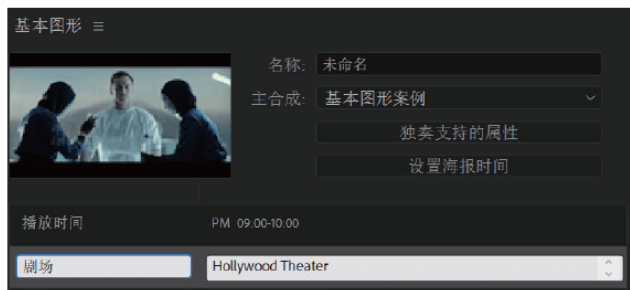 基本图形
名称: 未命名
主合成: 基本图形案例
独奏支持的属性
设置海报时间
播放时间 PM 09:00-10:00
剧场 Hollywood Theater